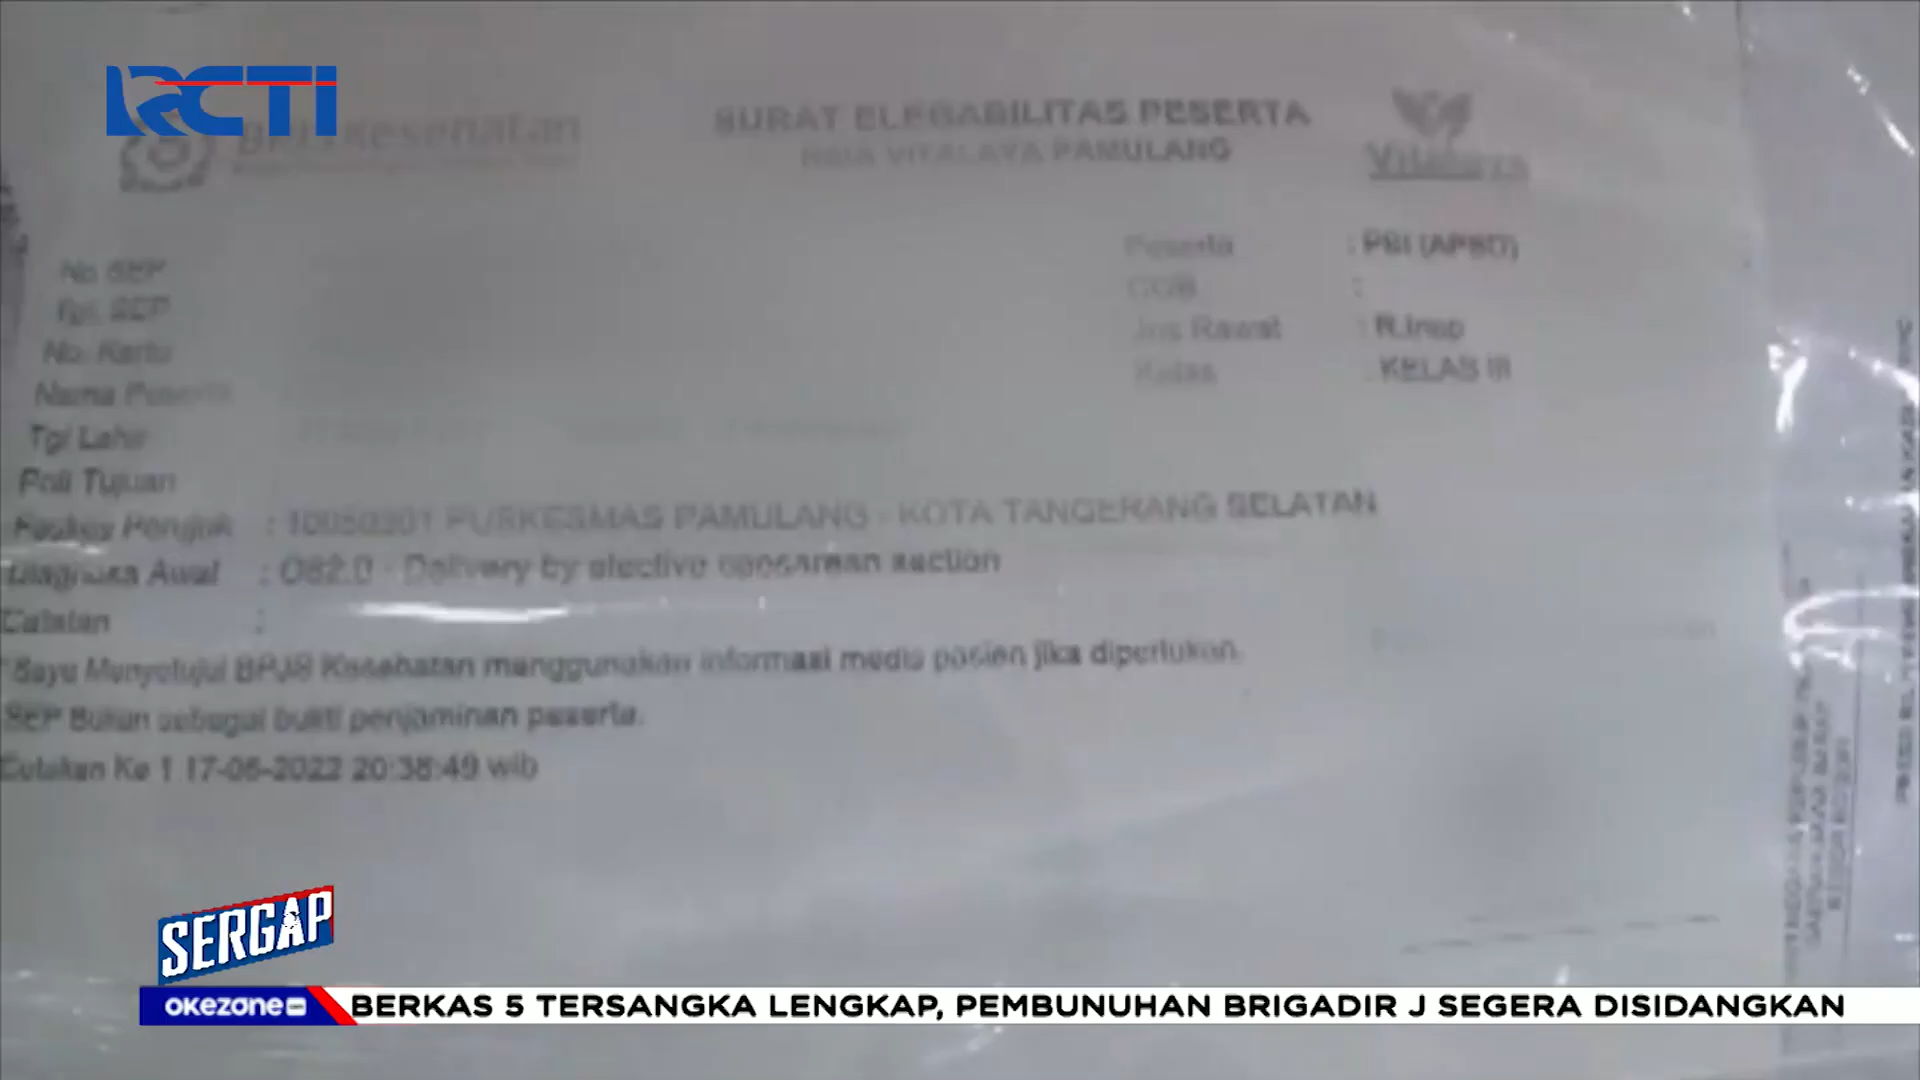 RCTI
BPJS Kesehatan
SURAT ELEGABILITAS PESERTA
RSIA VITALAYA PAMULANG
Vitalaya
No. SEP
Tgl. SEP
No. Kartu
Nama Peserta
Tgl Lahir
Poli Tujuan
Peserta : PBI (APBD)
COB :
Jns Rawat : R.Inap
Kelas : KELAS III
Faskes Perujuk : PUSKESMAS PAMULANG - KOTA TANGERANG SELATAN
Diagnosa Awal : O82.0 - Delivery by elective caesarean section
Catatan :
*Saya Menyetujui BPJS Kesehatan menggunakan informasi medis pasien jika diperlukan.
SEP Bukan sebagai bukti penjaminan peserta.
Cetakan Ke 1 17-06-2022 20:38:49 wib
SERGAP
okezone
BERKAS 5 TERSANGKA LENGKAP, PEMBUNUHAN BRIGADIR J SEGERA DISIDANGKAN